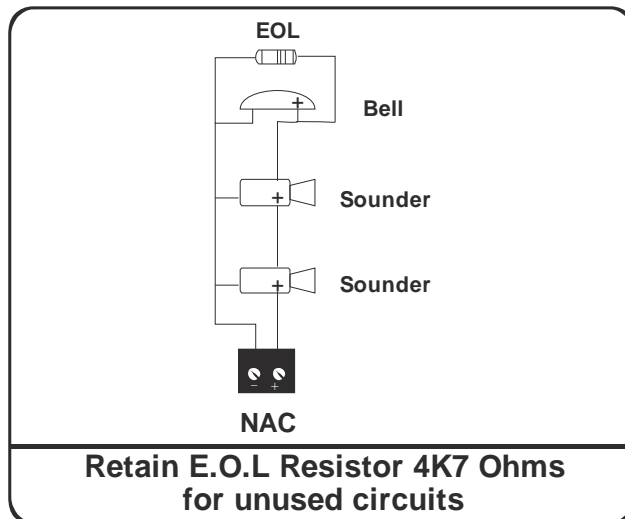 EOL
+
Bell
+
Sounder
+
Sounder
- +
NAC
Retain E.O.L Resistor 4K7 Ohms
for unused circuits